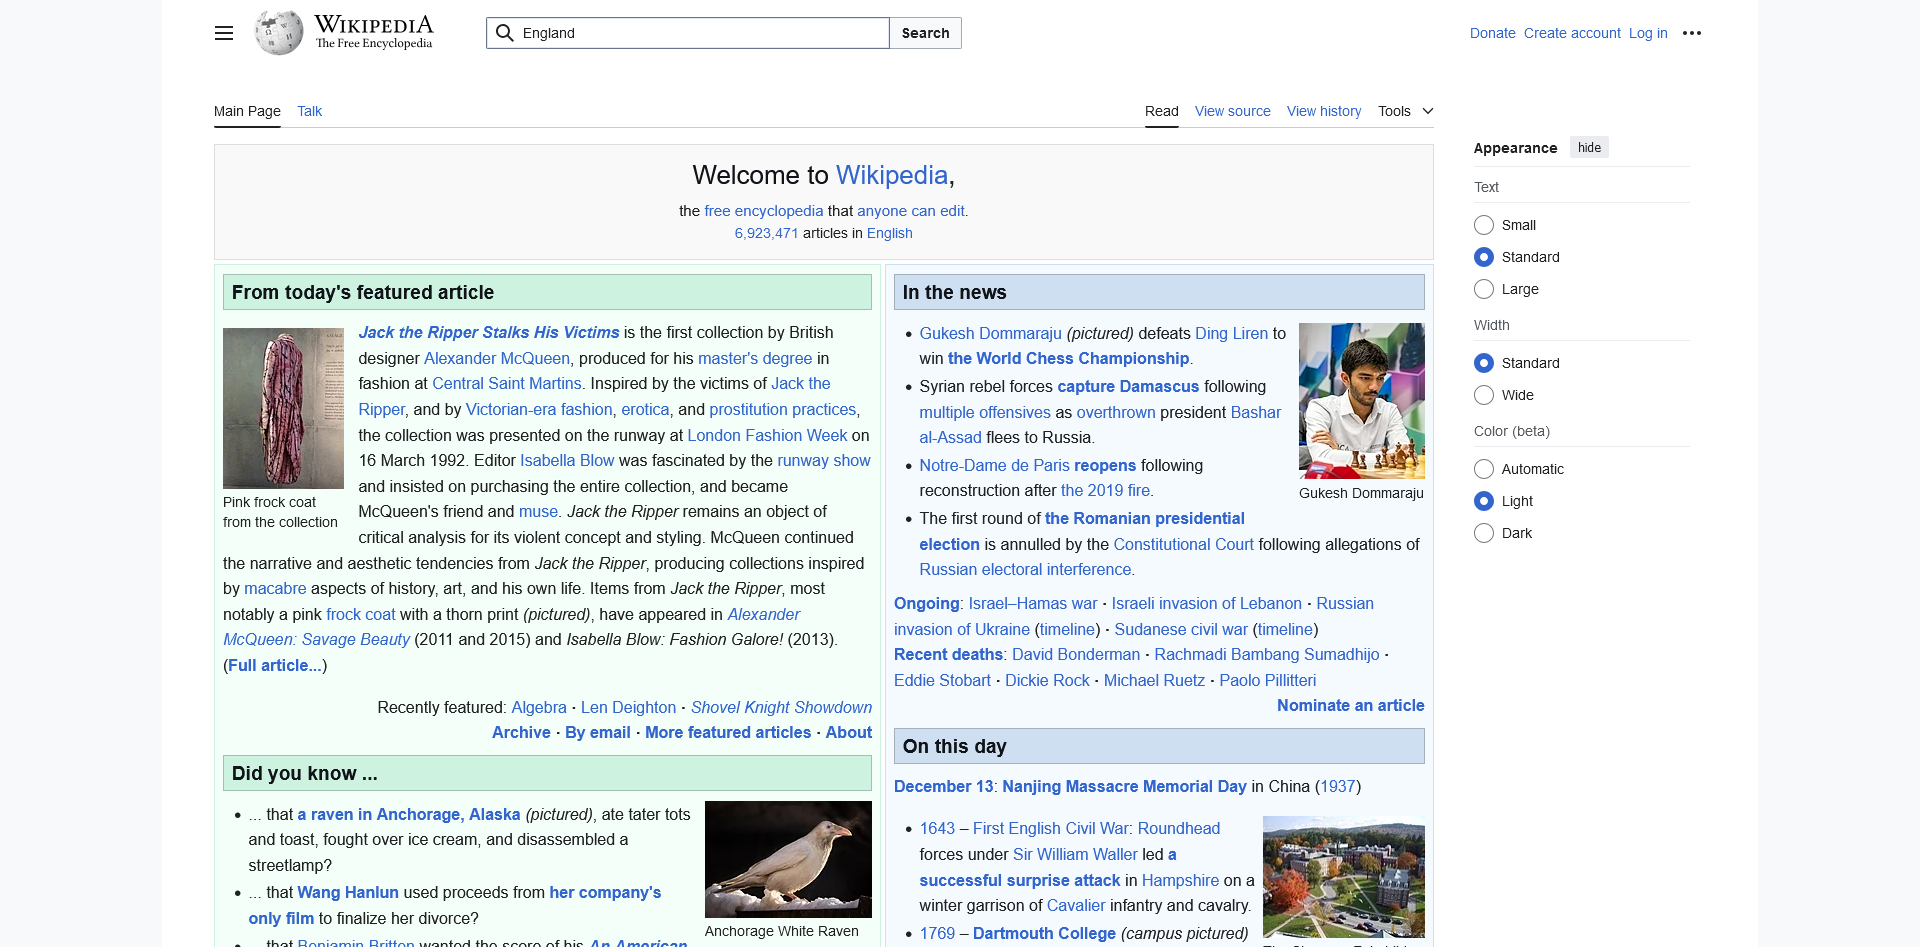 WIKIPEDIA
The Free Encyclopedia
England
Search
Donate Create account Log in
Main Page Talk
Read View source View history Tools
Welcome to Wikipedia,
the free encyclopedia that anyone can edit.
6,923,471 articles in English
From today's featured article
Jack the Ripper Stalks His Victims is the first collection by British
designer Alexander McQueen, produced for his master's degree in
fashion at Central Saint Martins. Inspired by the victims of Jack the
Ripper, and by Victorian-era fashion, erotica, and prostitution practices,
the collection was presented on the runway at London Fashion Week on
16 March 1992. Editor Isabella Blow was fascinated by the runway show
and insisted on purchasing the entire collection, and became
McQueen's friend and muse. Jack the Ripper remains an object of
critical analysis for its violent concept and styling. McQueen continued
the narrative and aesthetic tendencies from Jack the Ripper, producing collections inspired
by macabre aspects of history, art, and his own life. Items from Jack the Ripper, most
notably a pink frock coat with a thorn print (pictured), have appeared in Alexander
McQueen: Savage Beauty (2011 and 2015) and Isabella Blow: Fashion Galore! (2013).
(Full article...)
Pink frock coat
from the collection
Recently featured: Algebra · Len Deighton · Shovel Knight Showdown
Archive · By email · More featured articles · About
Did you know ...
... that a raven in Anchorage, Alaska (pictured), ate tater tots
and toast, fought over ice cream, and disassembled a
streetlamp?
... that Wang Hanlun used proceeds from her company's
only film to finalize her divorce?
... that Benjamin Britten wanted the score of his An American
Anchorage White Raven
In the news
Gukesh Dommaraju (pictured) defeats Ding Liren to
win the World Chess Championship.
Syrian rebel forces capture Damascus following
multiple offensives as overthrown president Bashar
al-Assad flees to Russia.
Notre-Dame de Paris reopens following
reconstruction after the 2019 fire.
The first round of the Romanian presidential
election is annulled by the Constitutional Court following allegations of
Russian electoral interference.
Gukesh Dommaraju
Ongoing: Israel–Hamas war · Israeli invasion of Lebanon · Russian
invasion of Ukraine (timeline) · Sudanese civil war (timeline)
Recent deaths: David Bonderman · Rachmadi Bambang Sumadhijo ·
Eddie Stobart · Dickie Rock · Michael Ruetz · Paolo Pillitteri
Nominate an article
On this day
December 13: Nanjing Massacre Memorial Day in China (1937)
1643 – First English Civil War: Roundhead
forces under Sir William Waller led a
successful surprise attack in Hampshire on a
winter garrison of Cavalier infantry and cavalry.
1769 – Dartmouth College (campus pictured)
Appearance hide
Text
Small
Standard
Large
Width
Standard
Wide
Color (beta)
Automatic
Light
Dark